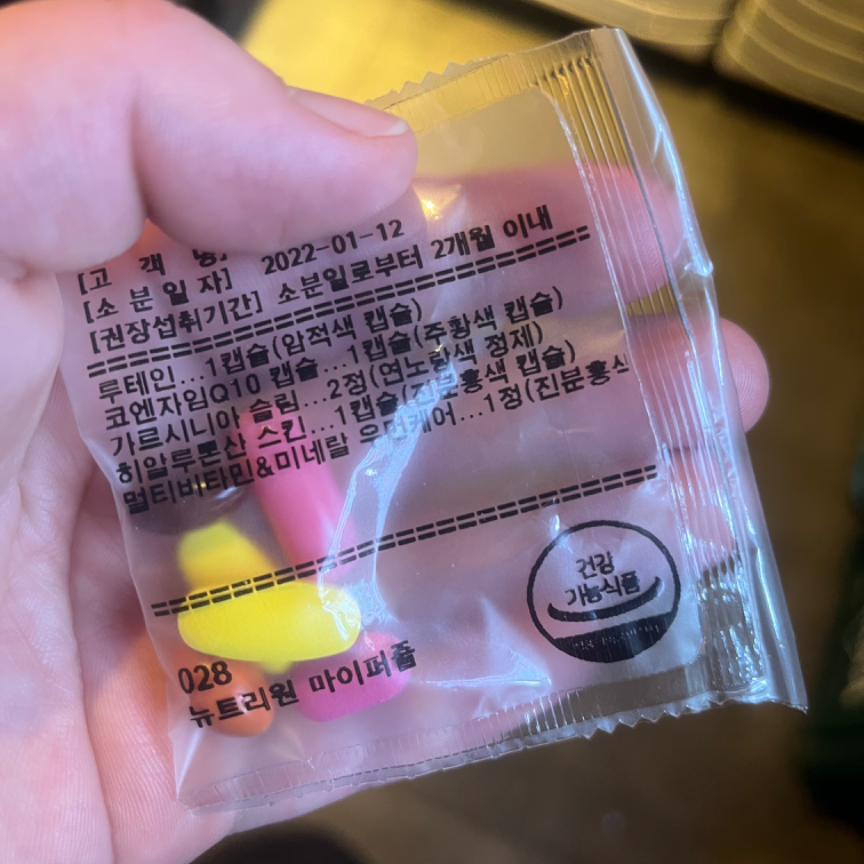 [고 객 명]
[소 분 일 자] 2022-01-12
[권장섭취기간] 소분일로부터 2개월 이내
루테인...1캡슐(암적색 캡슐)
코엔자임Q10 캡슐...1캡슐(주황색 캡슐)
가르시니아 슬림...2정(연노랑색 정제)
히알루론산 스킨...1캡슐(진분홍색 캡슐)
멀티비타민&미네랄 우먼케어...1정(진분홍색
건강
기능식품
028
뉴트리원 마이퍼즐